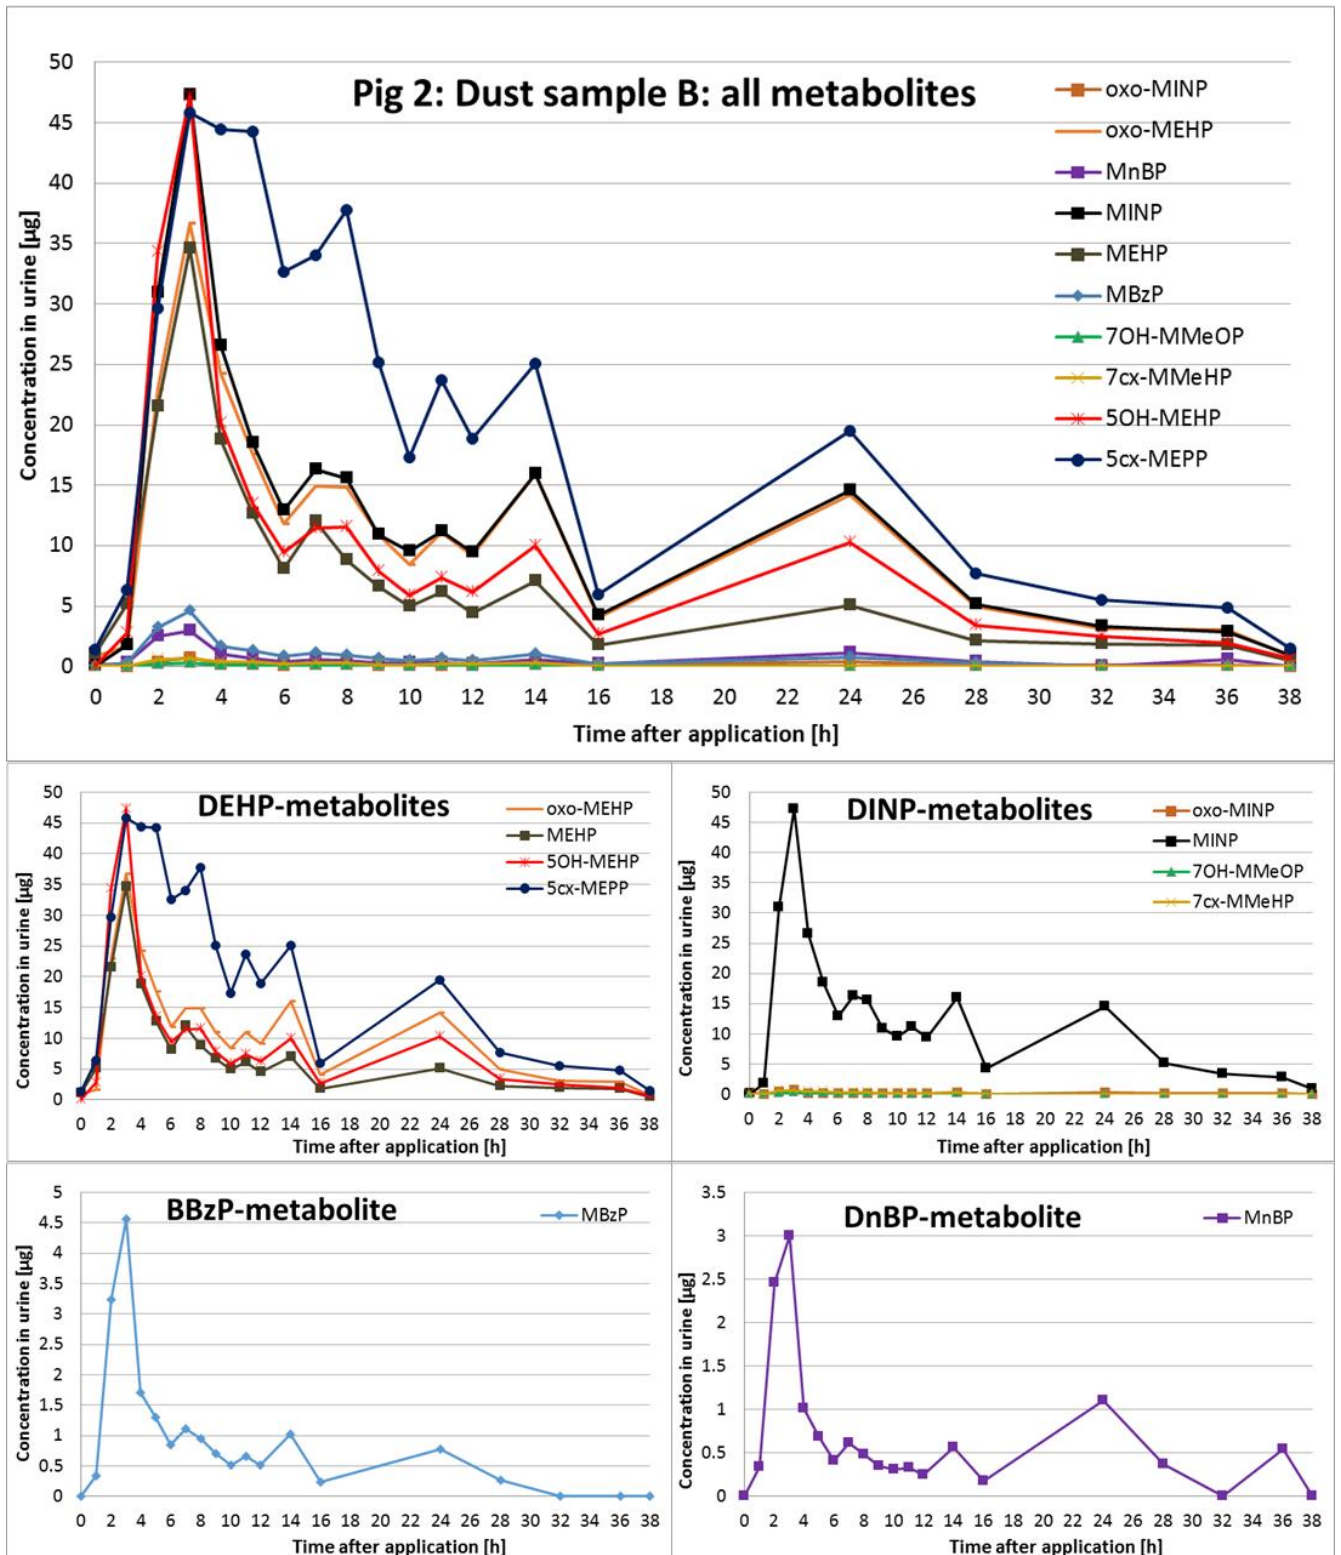 Pig 2: Dust sample B: all metabolites
Concentration in urine [µg]
50
45
40
35
30
25
20
15
10
5
0
0 2 4 6 8 10 12 14 16 18 20 22 24 26 28 30 32 34 36 38
Time after application [h]
oxo-MINP
oxo-MEHP
MnBP
MINP
MEHP
MBzP
7OH-MMeOP
7cx-MMeHP
5OH-MEHP
5cx-MEPP
DEHP-metabolites
Concentration in urine [µg]
50
45
40
35
30
25
20
15
10
5
0
0 2 4 6 8 10 12 14 16 18 20 22 24 26 28 30 32 34 36 38
Time after application [h]
oxo-MEHP
MEHP
5OH-MEHP
5cx-MEPP
DINP-metabolites
Concentration in urine [µg]
50
45
40
35
30
25
20
15
10
5
0
0 2 4 6 8 10 12 14 16 18 20 22 24 26 28 30 32 34 36 38
Time after application [h]
oxo-MINP
MINP
7OH-MMeOP
7cx-MMeHP
BBzP-metabolite
Concentration in urine [µg]
5
4.5
4
3.5
3
2.5
2
1.5
1
0.5
0
0 2 4 6 8 10 12 14 16 18 20 22 24 26 28 30 32 34 36 38
Time after application [h]
MBzP
DnBP-metabolite
Concentration in urine [µg]
3.5
3
2.5
2
1.5
1
0.5
0
0 2 4 6 8 10 12 14 16 18 20 22 24 26 28 30 32 34 36 38
Time after application [h]
MnBP